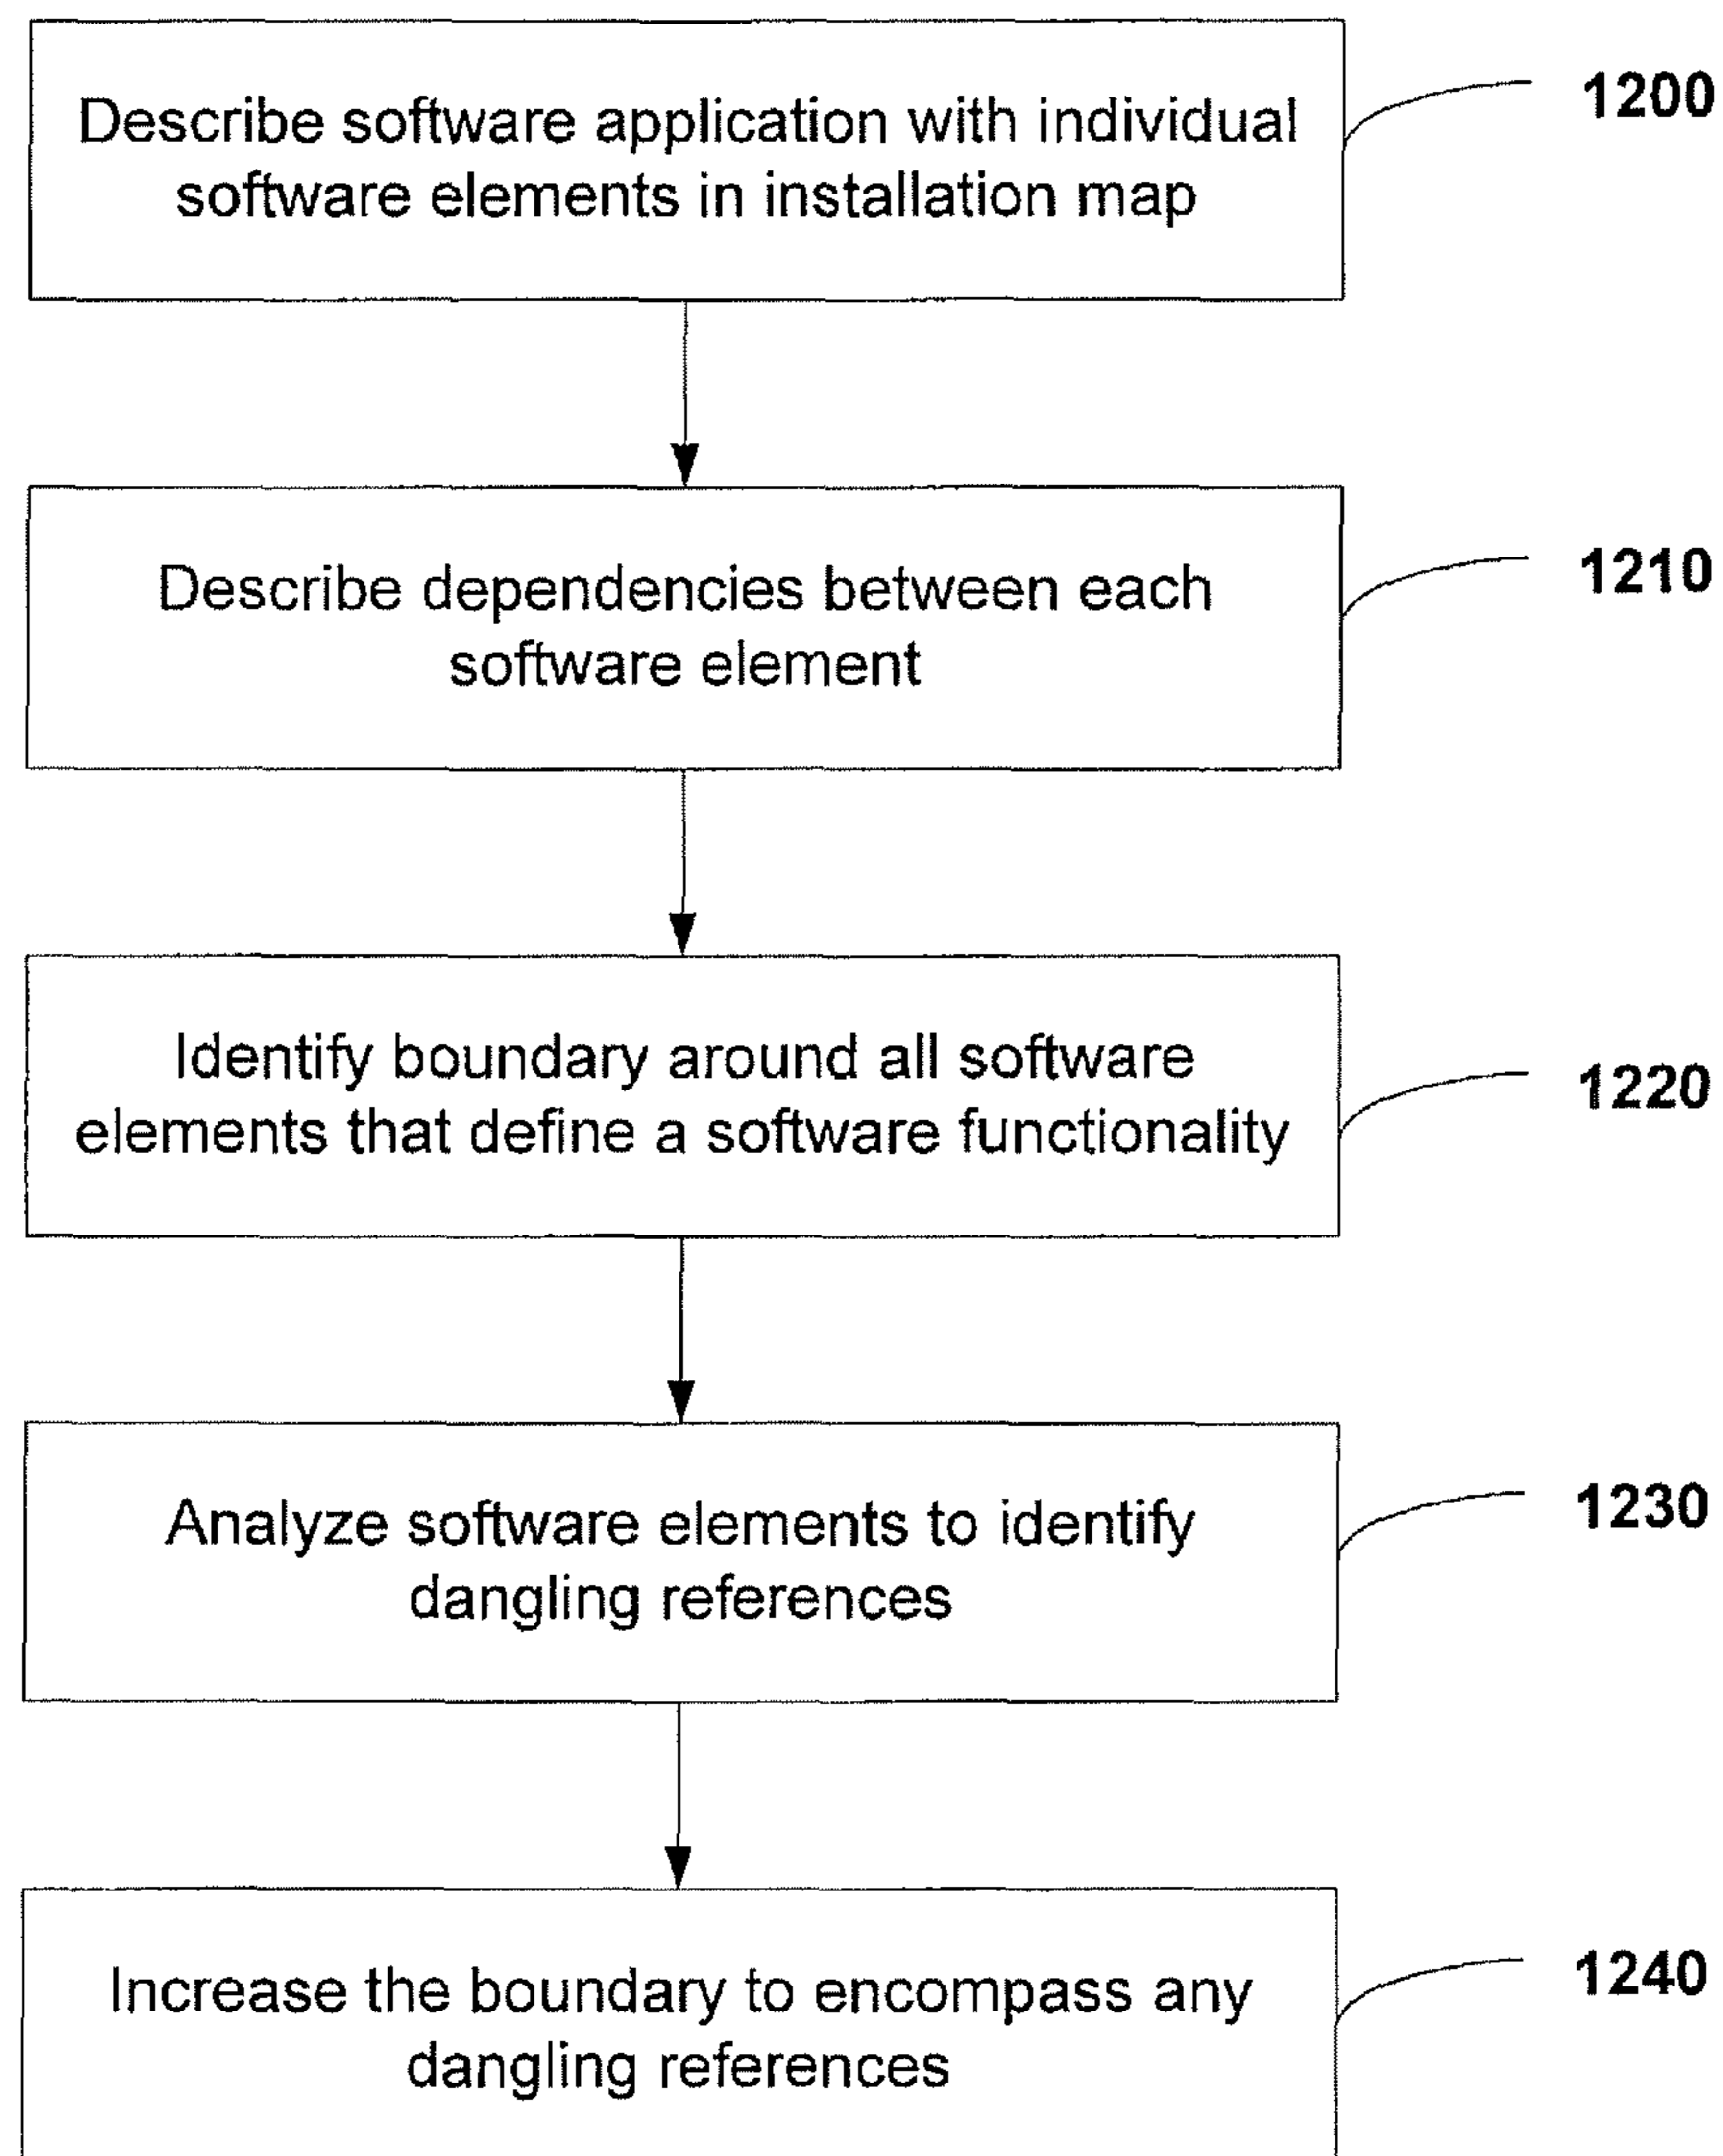 Describe software application with individual
software elements in installation map
1200
Describe dependencies between each
software element
1210
Identify boundary around all software
elements that define a software functionality
1220
Analyze software elements to identify
dangling references
1230
Increase the boundary to encompass any
dangling references
1240